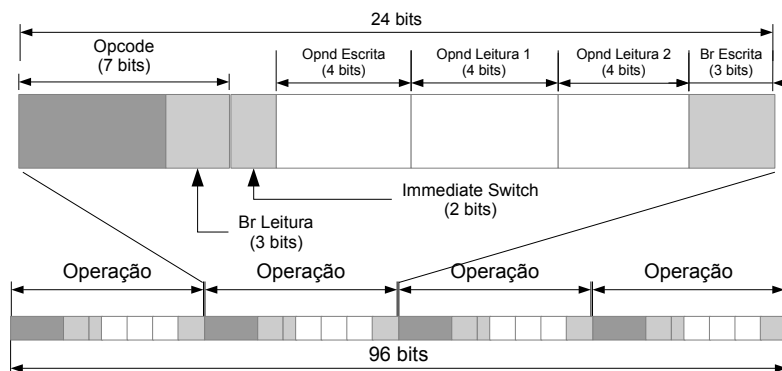 24 bits
Opcode
(7 bits)
Opnd Escrita
(4 bits)
Opnd Leitura 1
(4 bits)
Opnd Leitura 2
(4 bits)
Br Escrita
(3 bits)
Immediate Switch
(2 bits)
Br Leitura
(3 bits)
Operação
Operação
Operação
Operação
96 bits